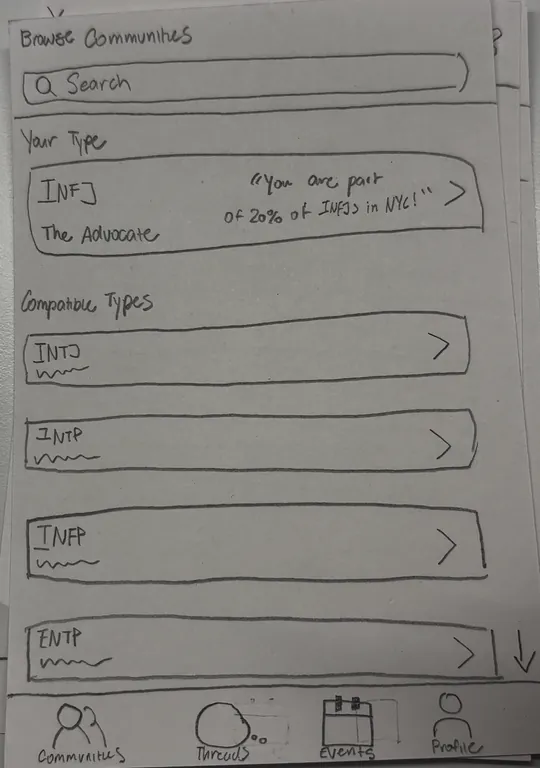 Browse Communities
Search
Your Type
INFJ
"You are part
of 20% of INFJs in NYC!"
The Advocate
Compatible Types
INTJ
INTP
INFP
ENTP
Communities
Threads
Events
Profile